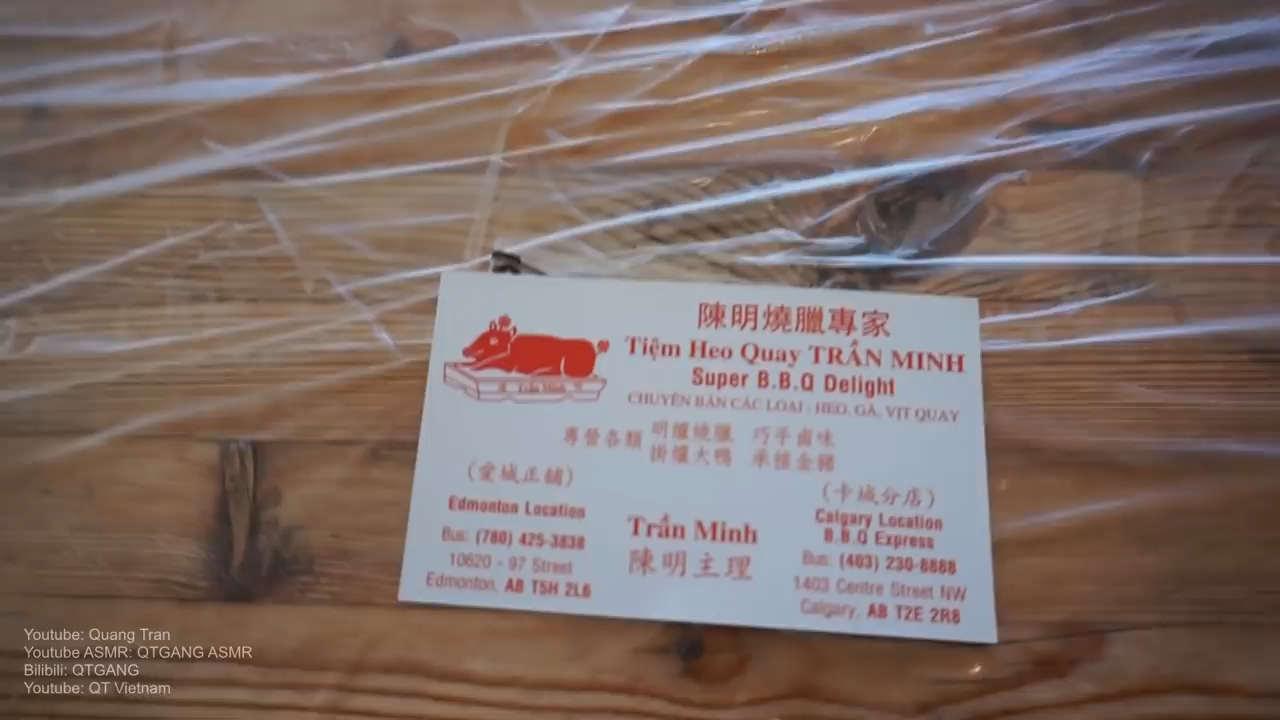 陳明燒臘專家
Tiệm Heo Quay TRẦN MINH
Super B.B.Q Delight
CHUYÊN BÁN CÁC LOẠI : HEO, GÀ, VỊT QUAY
專營各類 明爐燒臘 巧手鹵味
掛爐大鴨 承接金豬
(愛城正舖)
Edmonton Location
Bus: (780) 425-3838
10620 - 97 Street
Edmonton, AB T5H 2L6
Trần Minh
陳明主理
(卡城分店)
Calgary Location
B.B.Q Express
Bus: (403) 230-8888
1403 Centre Street NW
Calgary, AB T2E 2R8
Youtube: Quang Tran
Youtube ASMR: QTGANG ASMR
Bilibili: QTGANG
Youtube: QT Vietnam